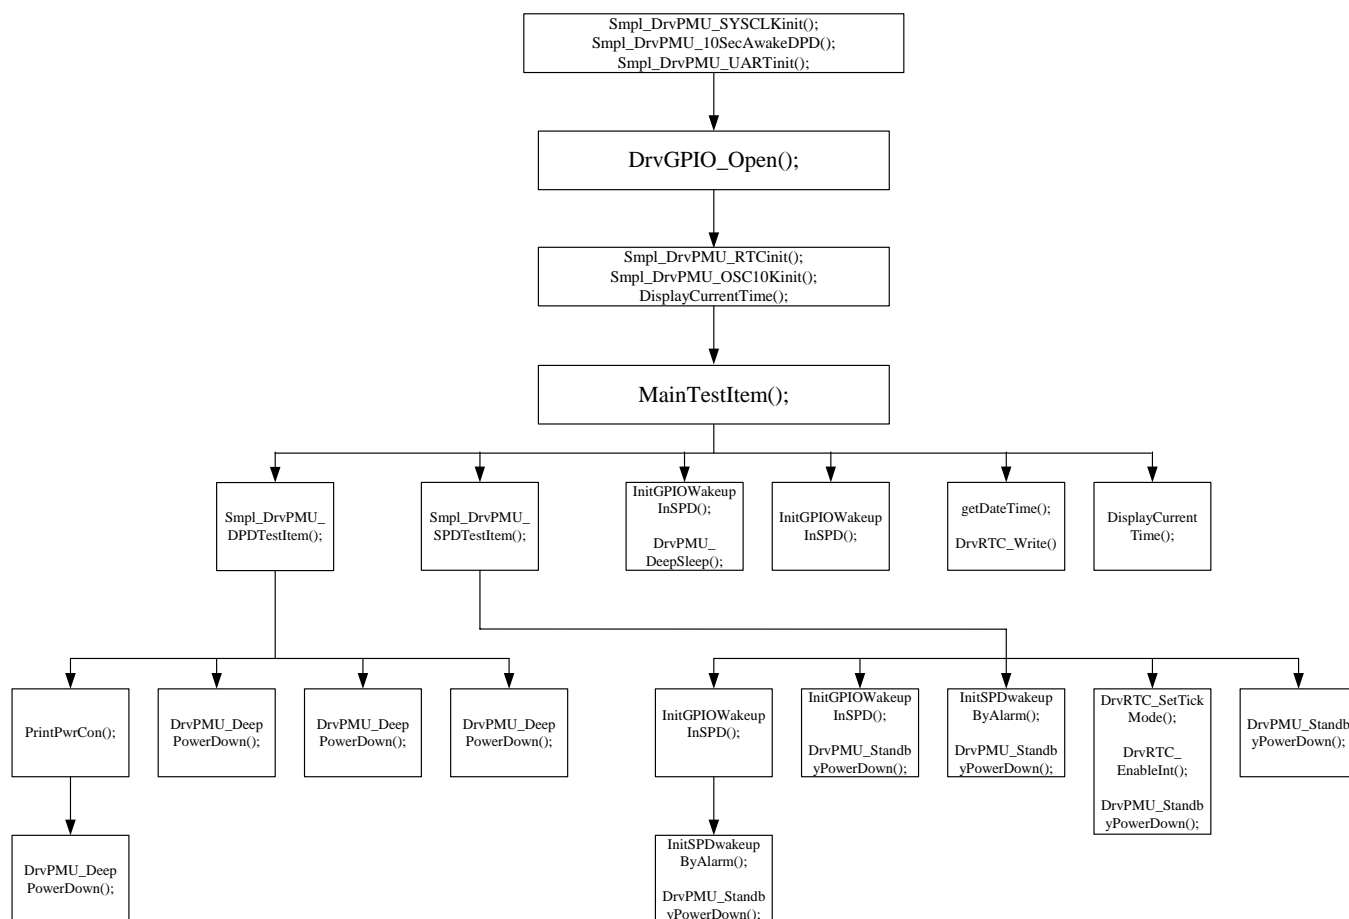 Smpl_DrvPMU_SYSCLKinit();
Smpl_DrvPMU_10SecAwakeDPD();
Smpl_DrvPMU_UARTinit();
DrvGPIO_Open();
Smpl_DrvPMU_RTCinit();
Smpl_DrvPMU_OSC10Kinit();
DisplayCurrentTime();
MainTestItem();
Smpl_DrvPMU_
DPDTestItem();
Smpl_DrvPMU_
SPDTestItem();
InitGPIOWakeup
InSPD();
DrvPMU_
DeepSleep();
InitGPIOWakeup
InSPD();
getDateTime();
DrvRTC_Write()
DisplayCurrent
Time();
PrintPwrCon();
DrvPMU_Deep
PowerDown();
DrvPMU_Deep
PowerDown();
DrvPMU_Deep
PowerDown();
InitGPIOWakeup
InSPD();
InitGPIOWakeup
InSPD();
DrvPMU_Standb
yPowerDown();
InitSPDwakeup
ByAlarm();
DrvPMU_Standb
yPowerDown();
DrvRTC_SetTick
Mode();
DrvRTC_
EnableInt();
DrvPMU_Standb
yPowerDown();
DrvPMU_Standb
yPowerDown();
DrvPMU_Deep
PowerDown();
InitSPDwakeup
ByAlarm();
DrvPMU_Standb
yPowerDown();